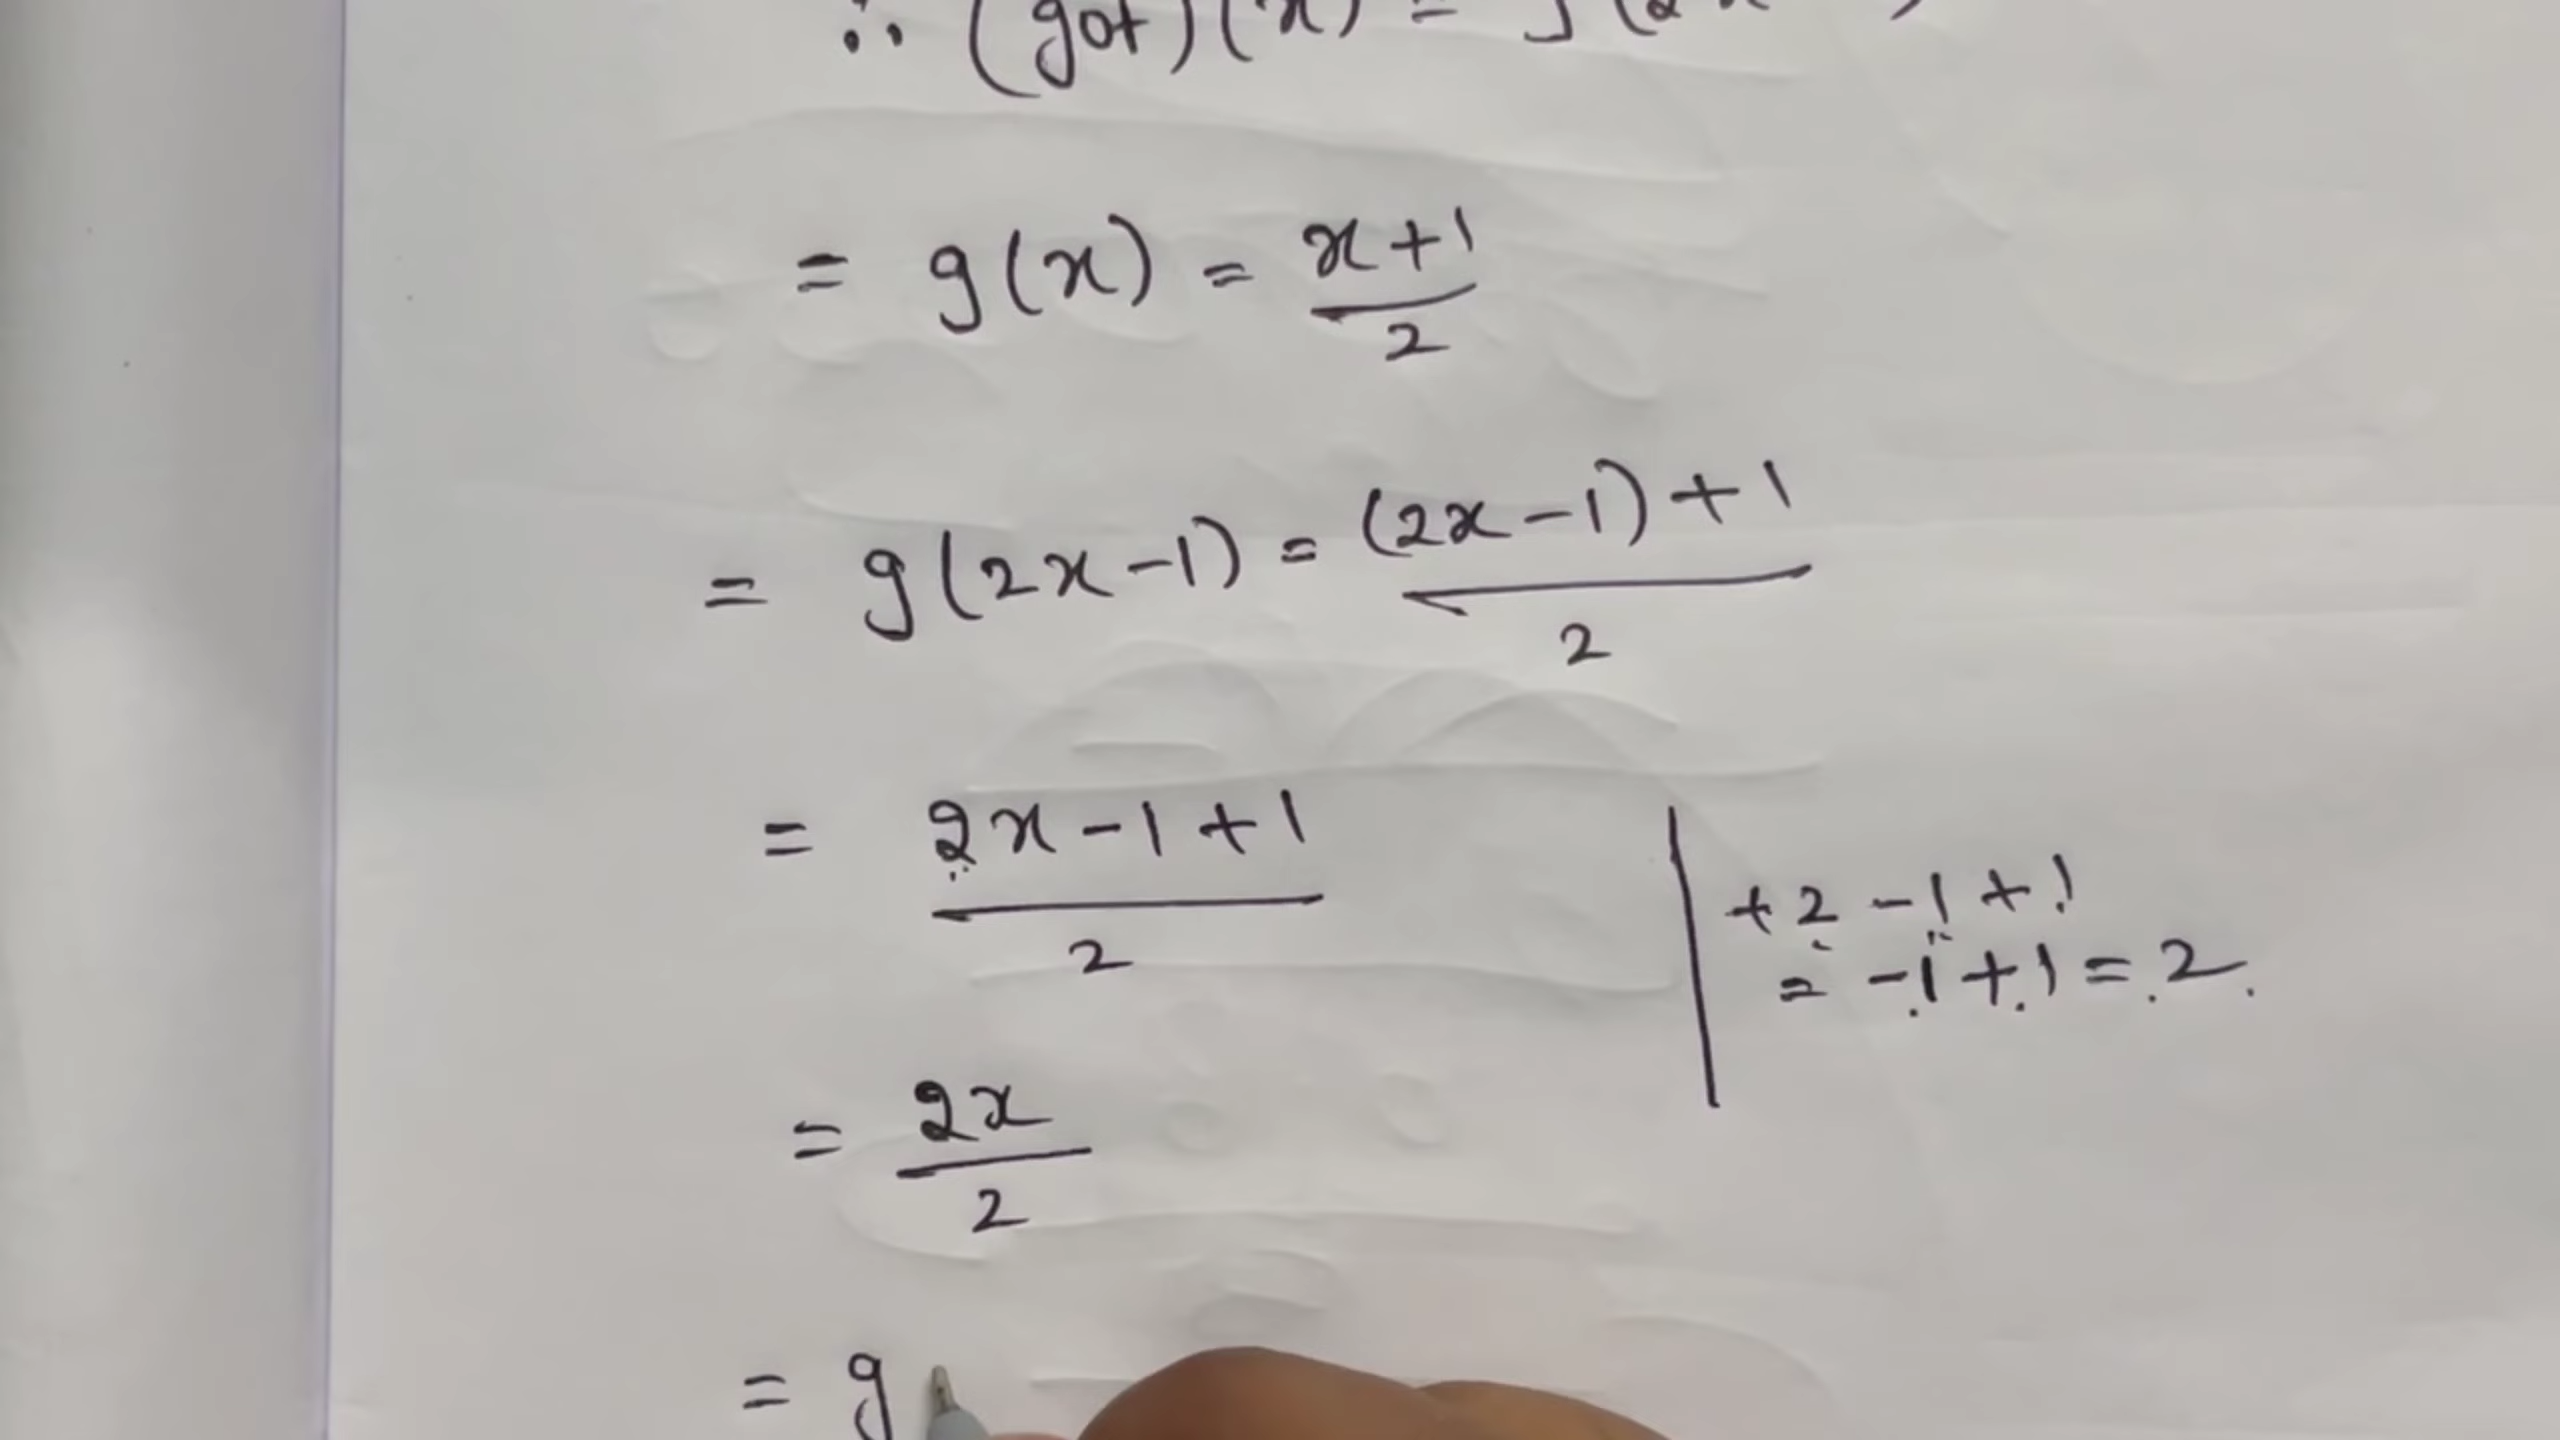 ∴ (gof)(x) =
= g(x) = x+1/2
= g(2x-1) = (2x-1)+1/2
= 2x-1+1/2
+2-1+1
= -1+1=2.
= 2x/2
= g